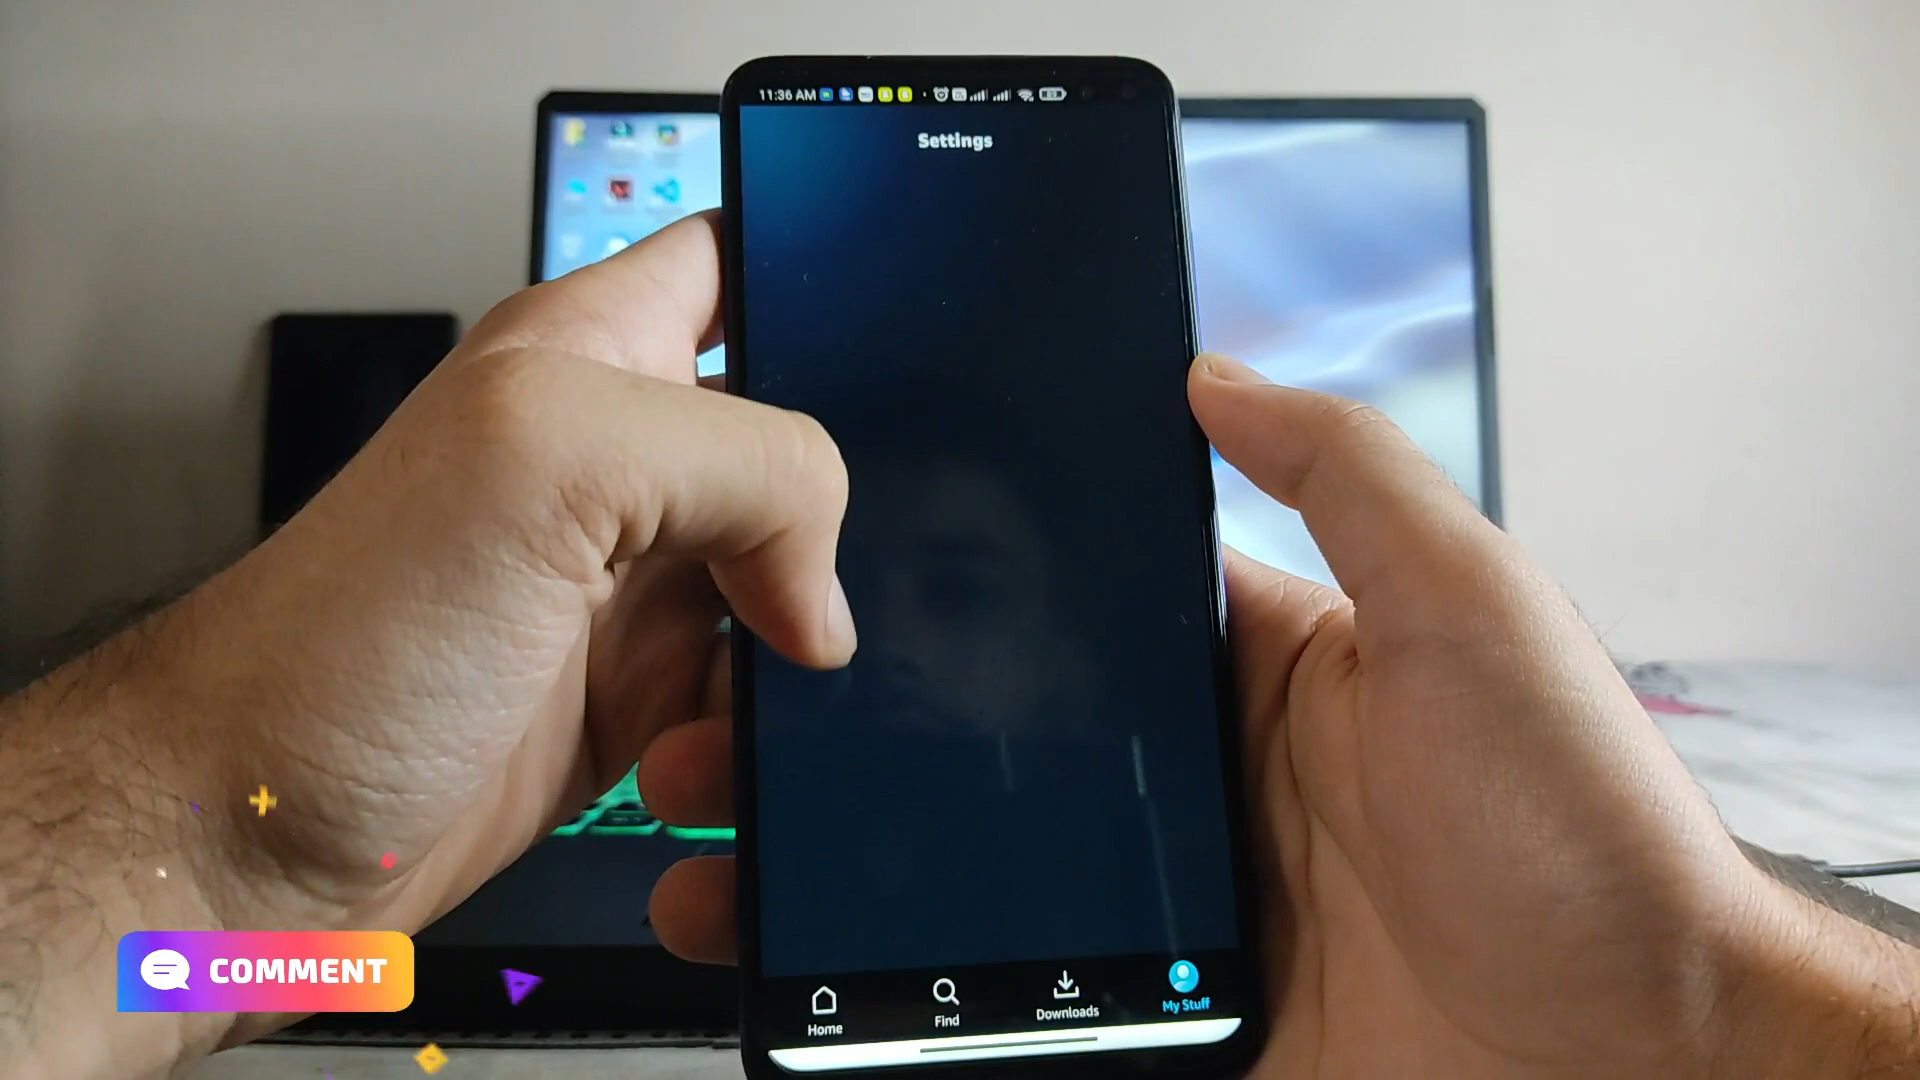 11:36 AM
Settings
COMMENT
Home
Find
Downloads
My Stuff